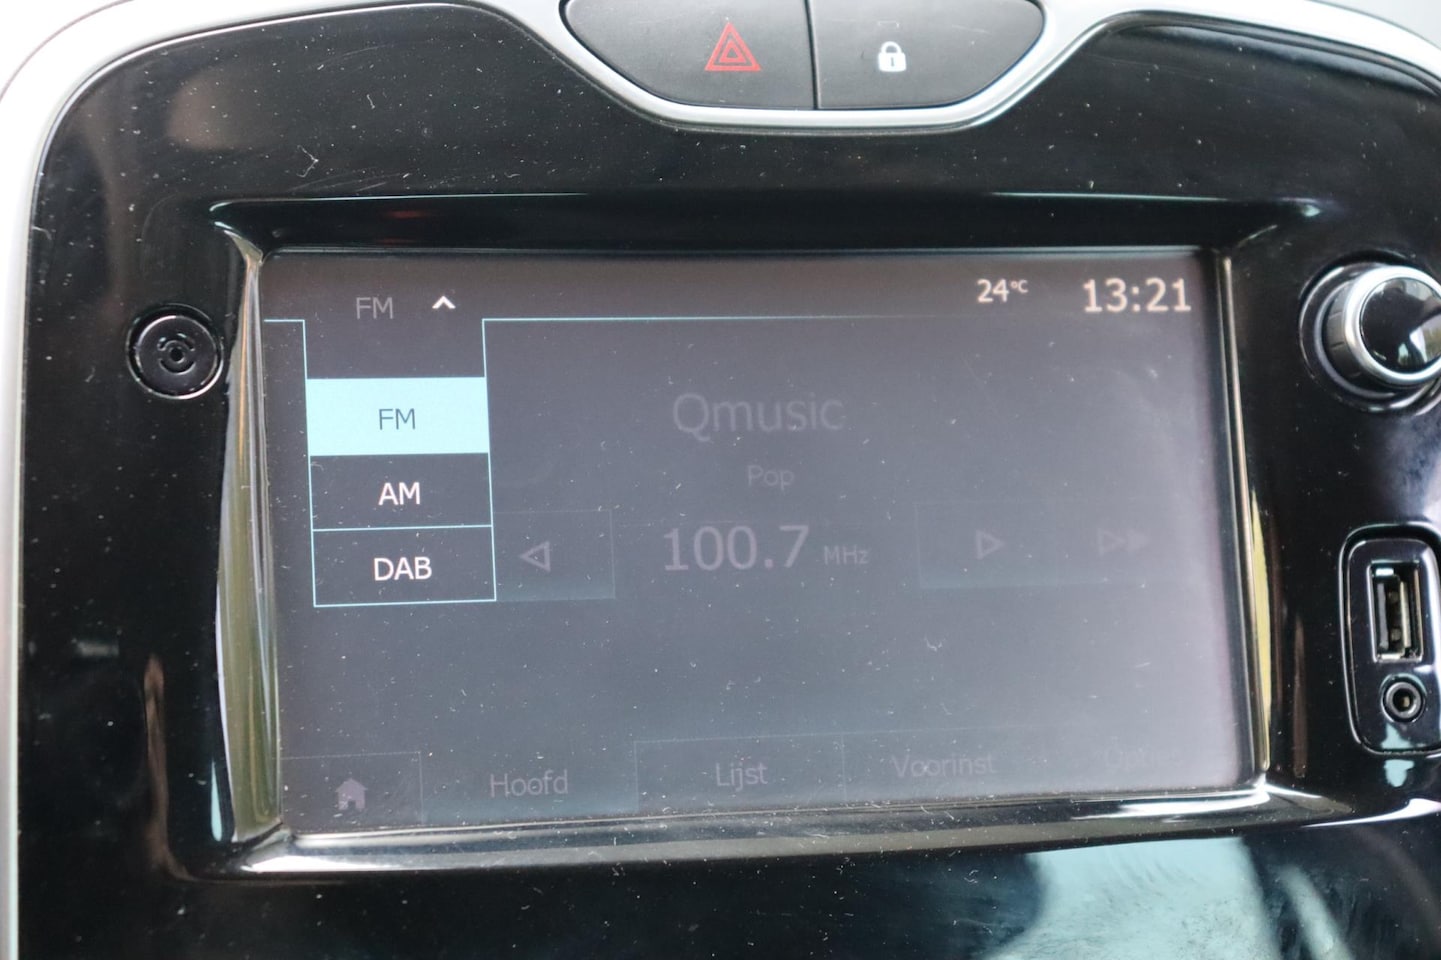 FM
24°C 13:21
FM
AM
DAB
Qmusic
Pop
100.7 MHz
Hoofd Lijst Voorinst